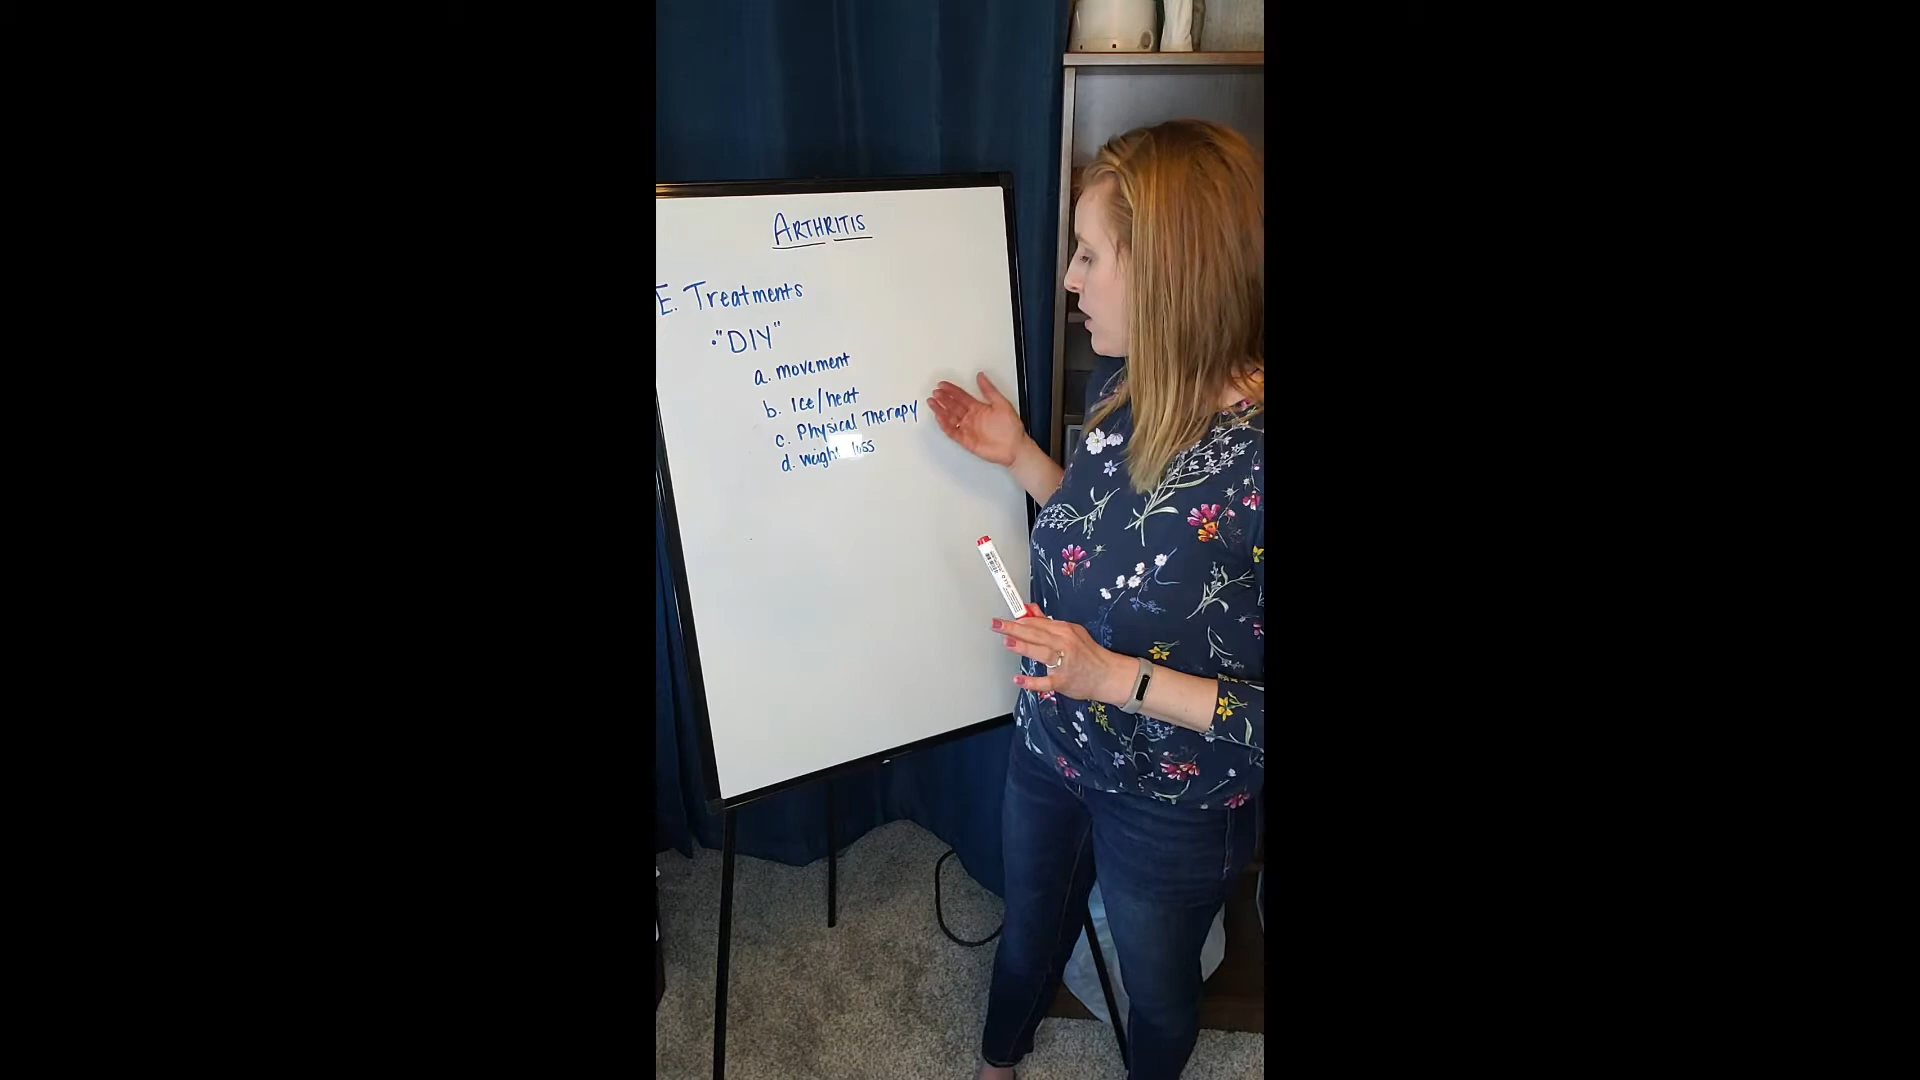 ARTHRITIS
E. Treatments
• "DIY"
a. movement
b. Ice/heat
c. Physical Therapy
d. weight loss